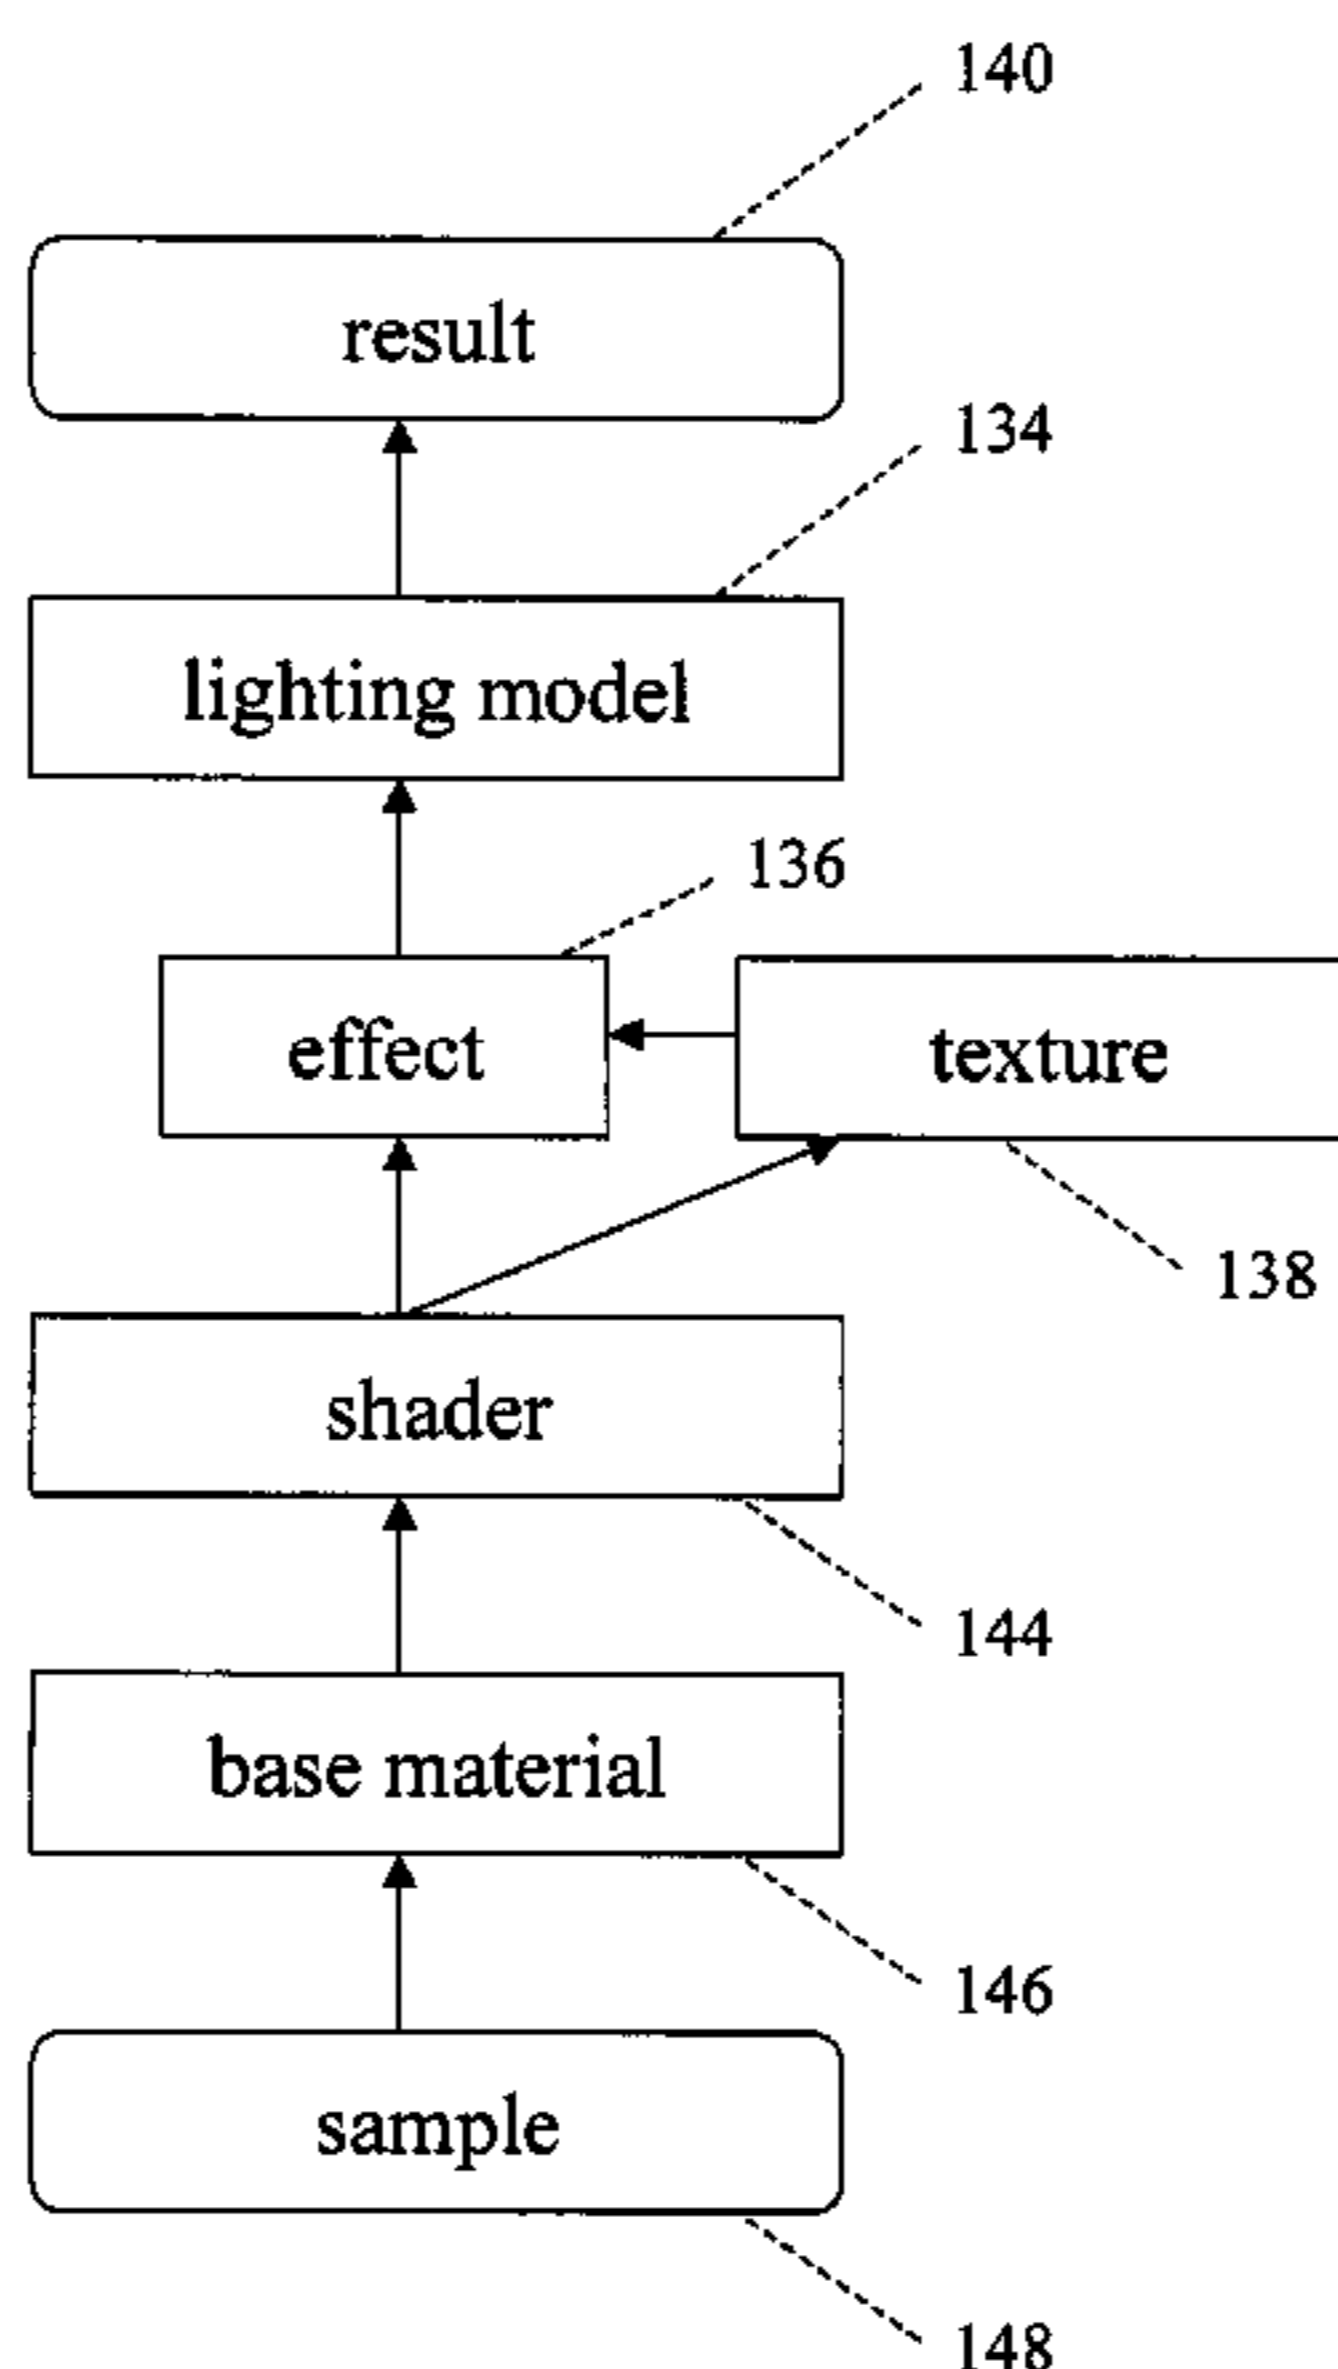 140
result
134
lighting model
136
effect
texture
138
shader
144
base material
146
sample
148